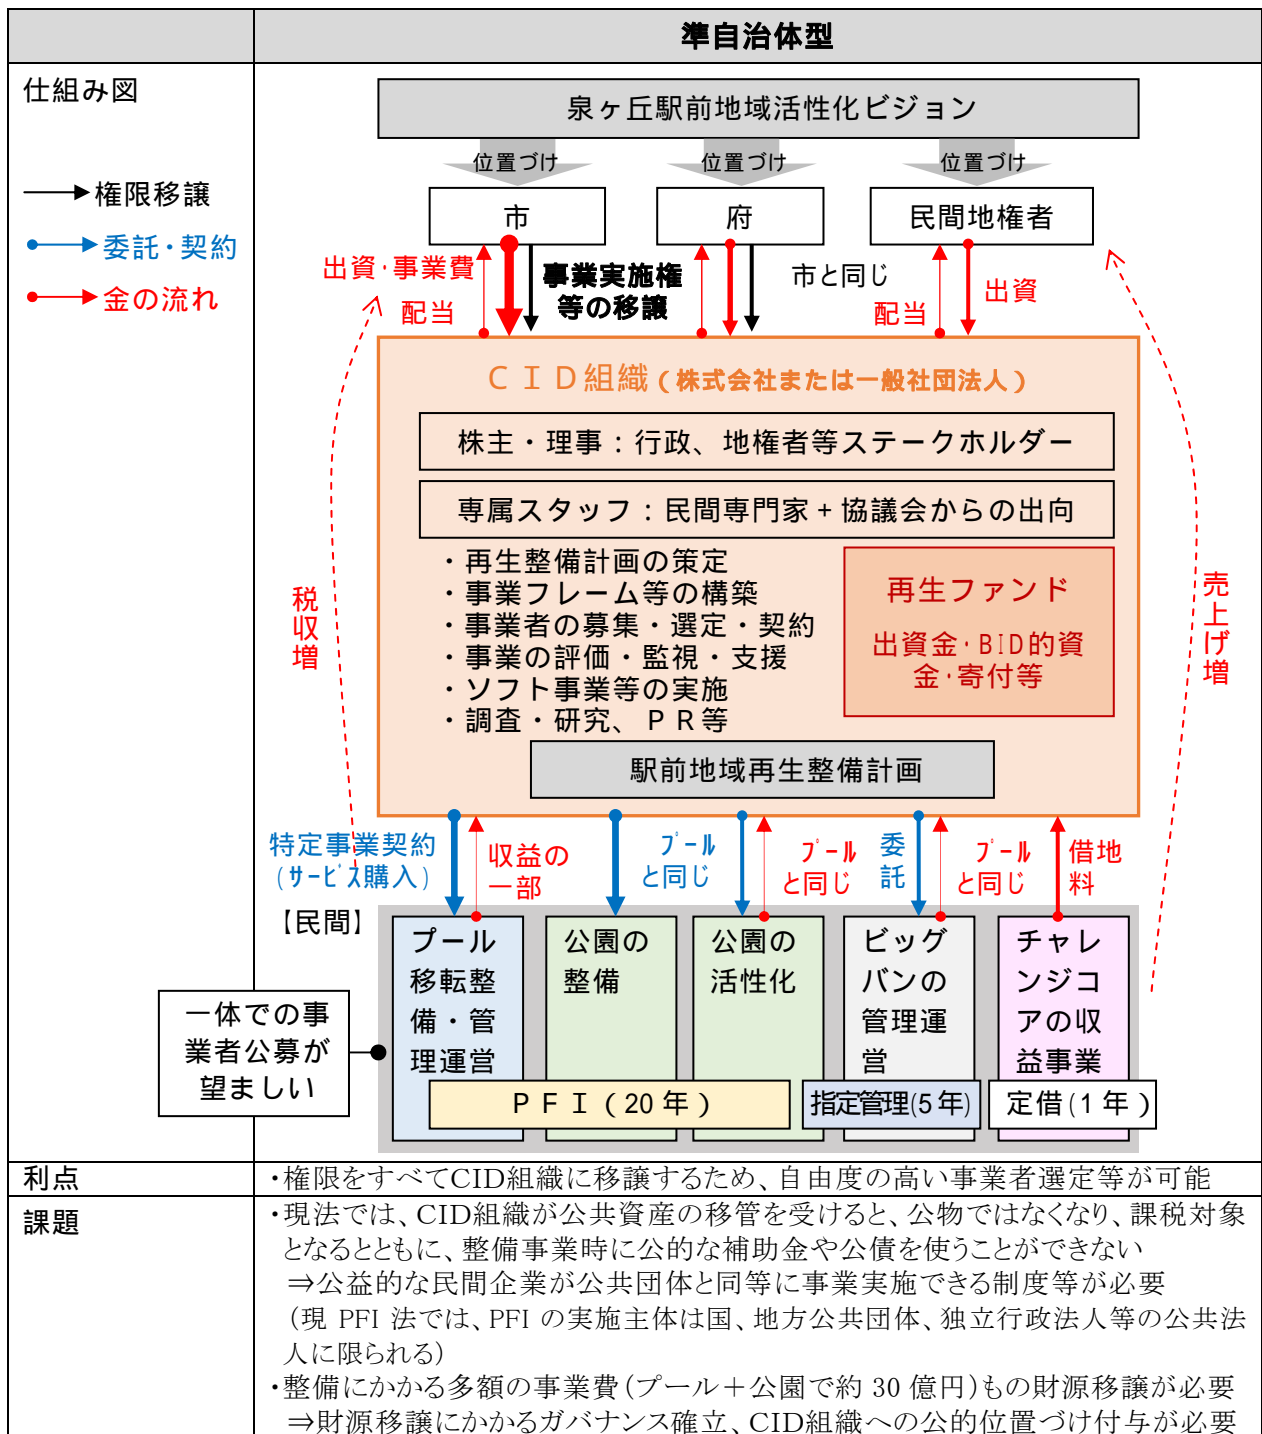 準自治体型
仕組み図
権限移譲
委託・契約
金の流れ
泉ヶ丘駅前地域活性化ビジョン
位置づけ
位置づけ
位置づけ
市
府
民間地権者
出資・事業費
配当
事業実施権
等の移譲
市と同じ
配当
出資
CID組織(株式会社または一般社団法人)
株主・理事:行政、地権者等ステークホルダー
専属スタッフ:民間専門家+協議会からの出向
・再生整備計画の策定
・事業フレーム等の構築
・事業者の募集・選定・契約
・事業の評価・監視・支援
・ソフト事業等の実施
・調査・研究、PR等
再生ファンド
出資金・BID的資
金・寄付等
駅前地域再生整備計画
税収増
売上げ増
特定事業契約
(サービス購入)
収益の
一部
プール
と同じ
プール
と同じ
委
託
プール
と同じ
借地
料
【民間】
プール
移転整
備・管
理運営
公園の
整備
公園の
活性化
ビッグ
バンの
管理運
営
チャレ
ンジコ
アの収
益事業
一体での事
業者公募が
望ましい
PFI(20年)
指定管理(5年)
定借(1年)
利点
・権限をすべてCID組織に移譲するため、自由度の高い事業者選定等が可能
課題
・現法では、CID組織が公共資産の移管を受けると、公物ではなくなり、課税対象
となるとともに、整備事業時に公的な補助金や公債を使うことができない
⇒公益的な民間企業が公共団体と同等に事業実施できる制度等が必要
(現 PFI 法では、PFI の実施主体は国、地方公共団体、独立行政法人等の公共法
人に限られる)
・整備にかかる多額の事業費(プール+公園で約 30 億円)もの財源移譲が必要
⇒財源移譲にかかるガバナンス確立、CID組織への公的位置づけ付与が必要